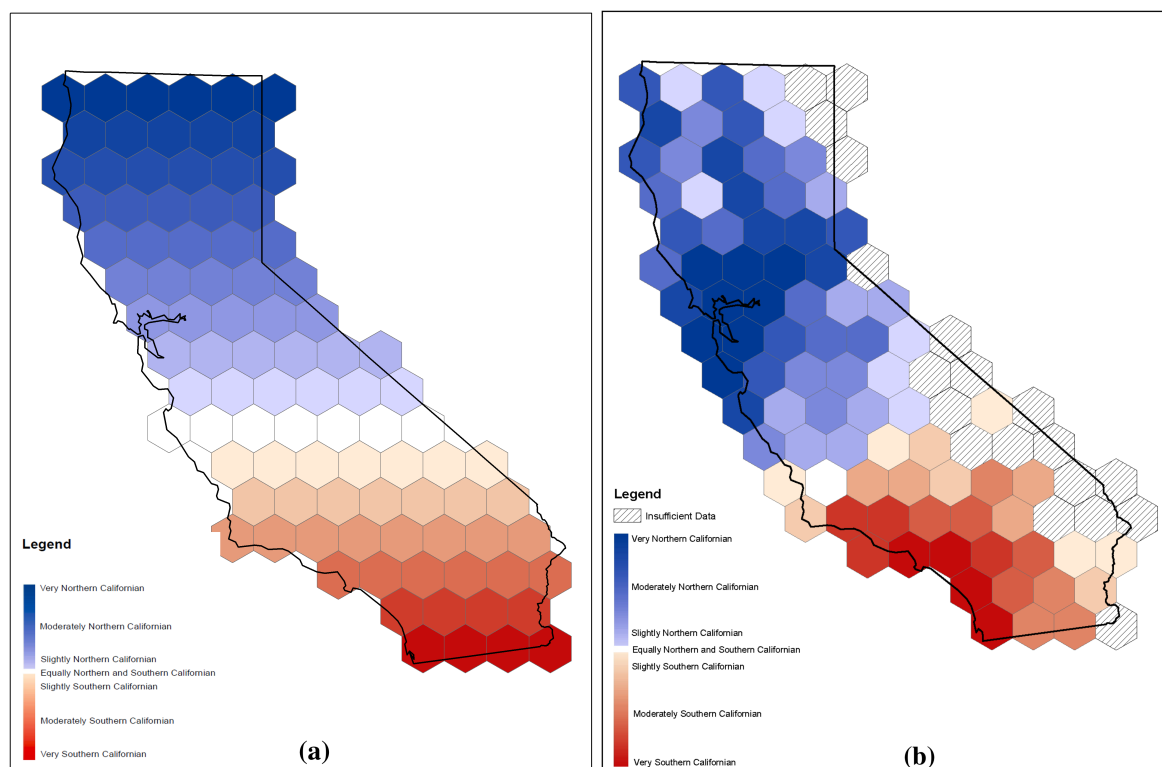 Legend
Very Northern Californian
Moderately Northern Californian
Slightly Northern Californian
Equally Northern and Southern Californian
Slightly Southern Californian
Moderately Southern Californian
Very Southern Californian
(a)
Legend
Insufficient Data
Very Northern Californian
Moderately Northern Californian
Slightly Northern Californian
Equally Northern and Southern Californian
Slightly Southern Californian
Moderately Southern Californian
Very Southern Californian
(b)